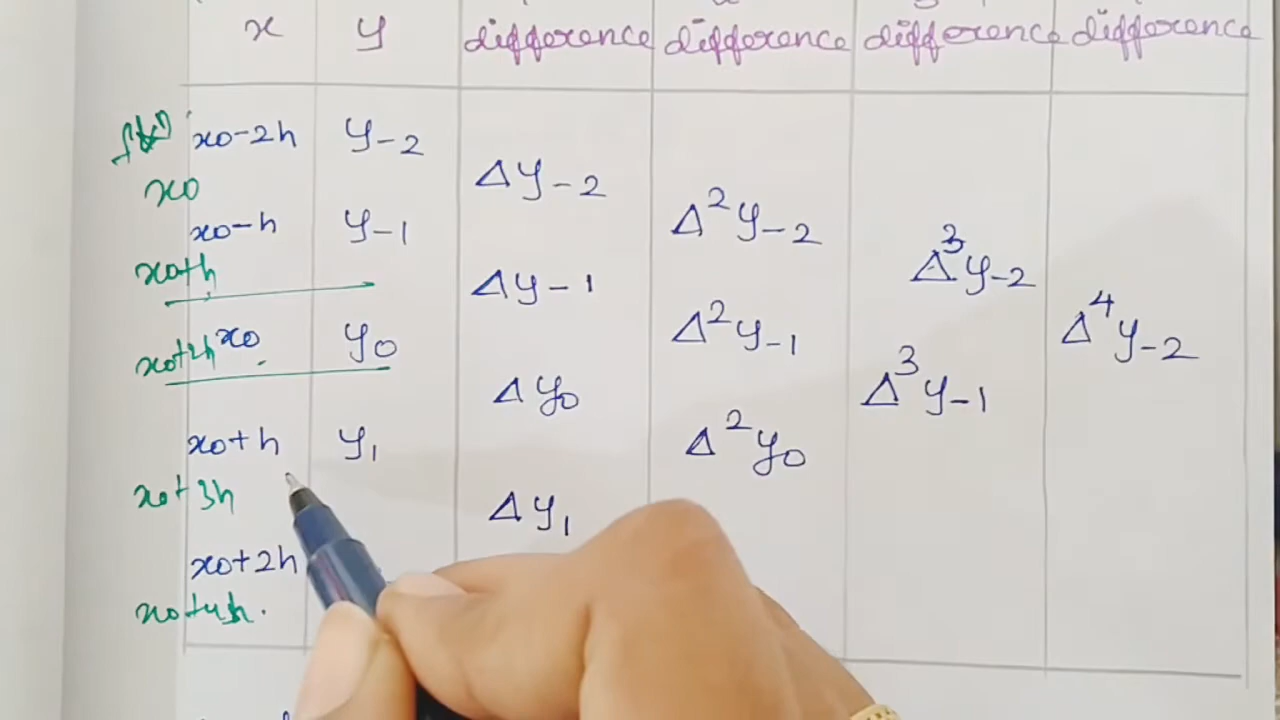 x y difference difference difference difference
x0-2h y-2
Δy-2
x0
Δ²y-2
x0-h y-1
Δ³y-2
x0+h
Δy-1
Δ⁴y-2
Δ²y-1
x0+2h x0 y0
Δy0 Δ³y-1
x0+h y1 Δ²y0
x0+3h
Δy1
x0+2h
x0+4h.